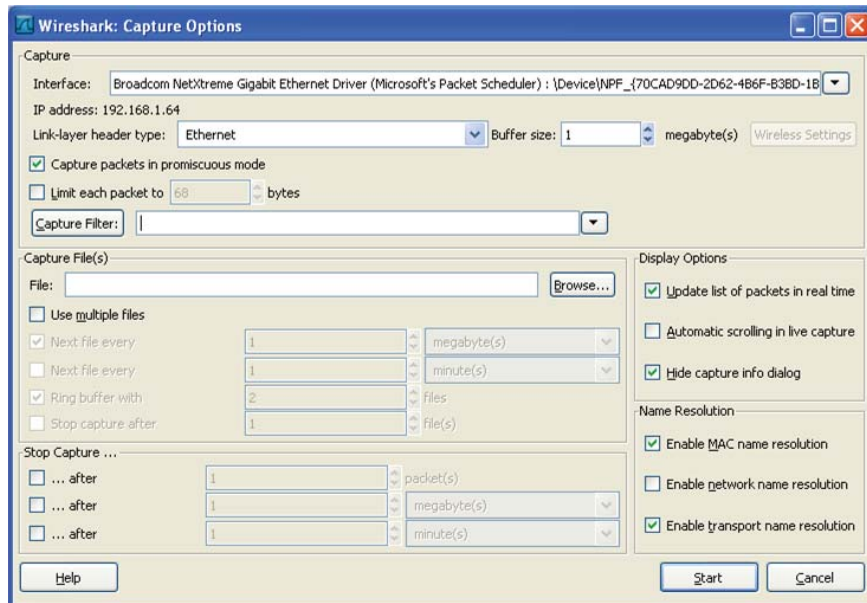 Wireshark: Capture Options
Capture
Interface: Broadcom NetXtreme Gigabit Ethernet Driver (Microsoft's Packet Scheduler) : \Device\NPF_{70CAD9DD-2D62-4B6F-B3BD-1B
IP address: 192.168.1.64
Link-layer header type: Ethernet Buffer size: 1 megabyte(s) Wireless Settings
Capture packets in promiscuous mode
Limit each packet to 68 bytes
Capture Filter:
Capture File(s)
File: Browse...
Use multiple files
Next file every 1 megabyte(s)
Next file every 1 minute(s)
Ring buffer with 2 files
Stop capture after 1 file(s)
Stop Capture ...
... after 1 packet(s)
... after 1 megabyte(s)
... after 1 minute(s)
Display Options
Update list of packets in real time
Automatic scrolling in live capture
Hide capture info dialog
Name Resolution
Enable MAC name resolution
Enable network name resolution
Enable transport name resolution
Help Start Cancel